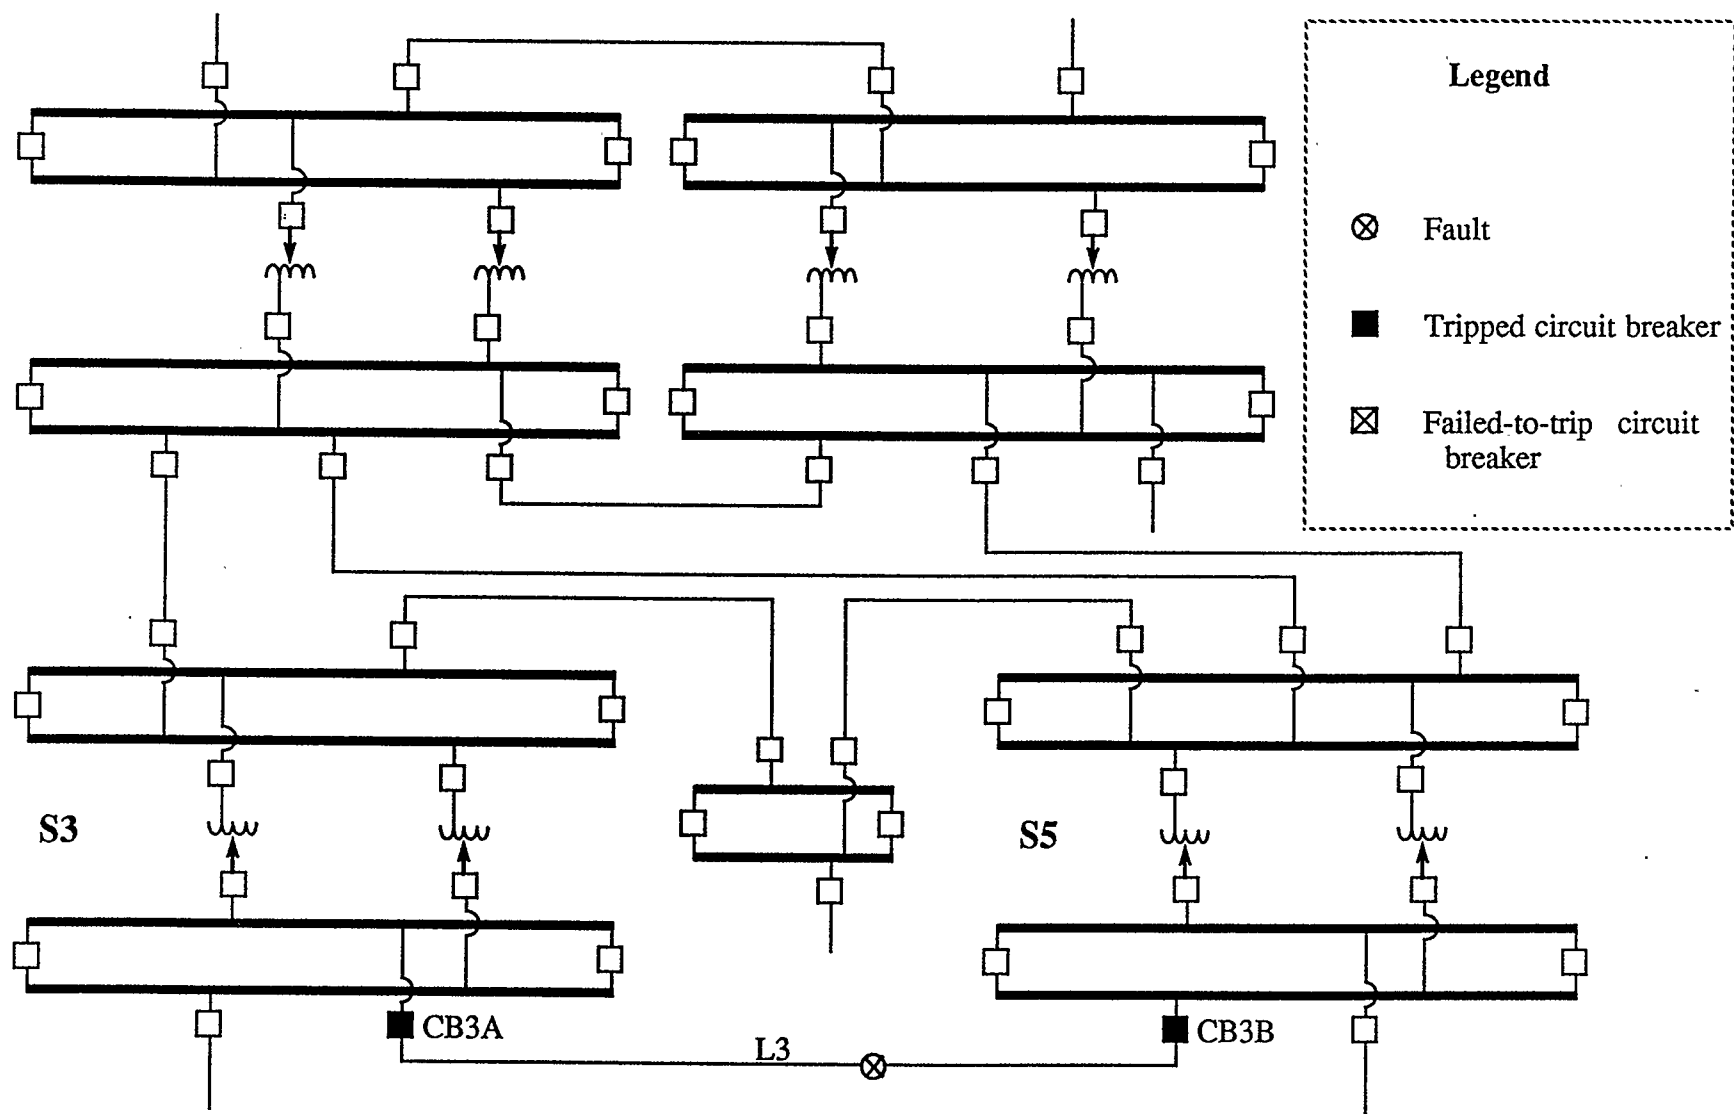 Legend
Fault
Tripped circuit breaker
Failed-to-trip circuit
breaker
S3
S5
CB3A
CB3B
L3